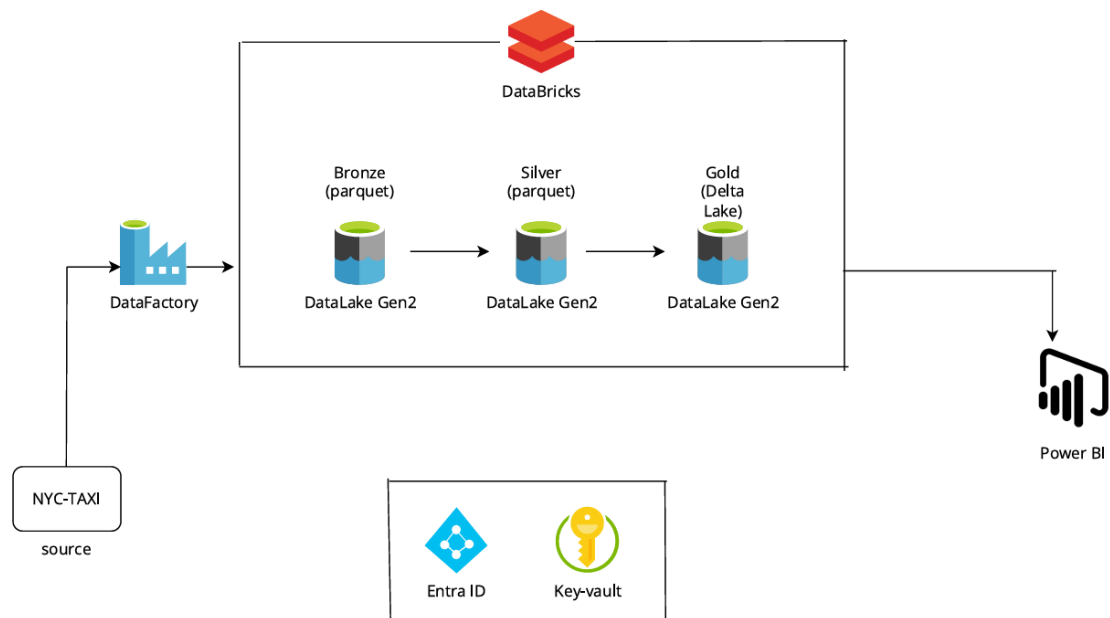 DataBricks
Bronze
(parquet)
Silver
(parquet)
Gold
(Delta
Lake)
DataFactory
DataLake Gen2
DataLake Gen2
DataLake Gen2
Power BI
NYC-TAXI
source
Entra ID
Key-vault